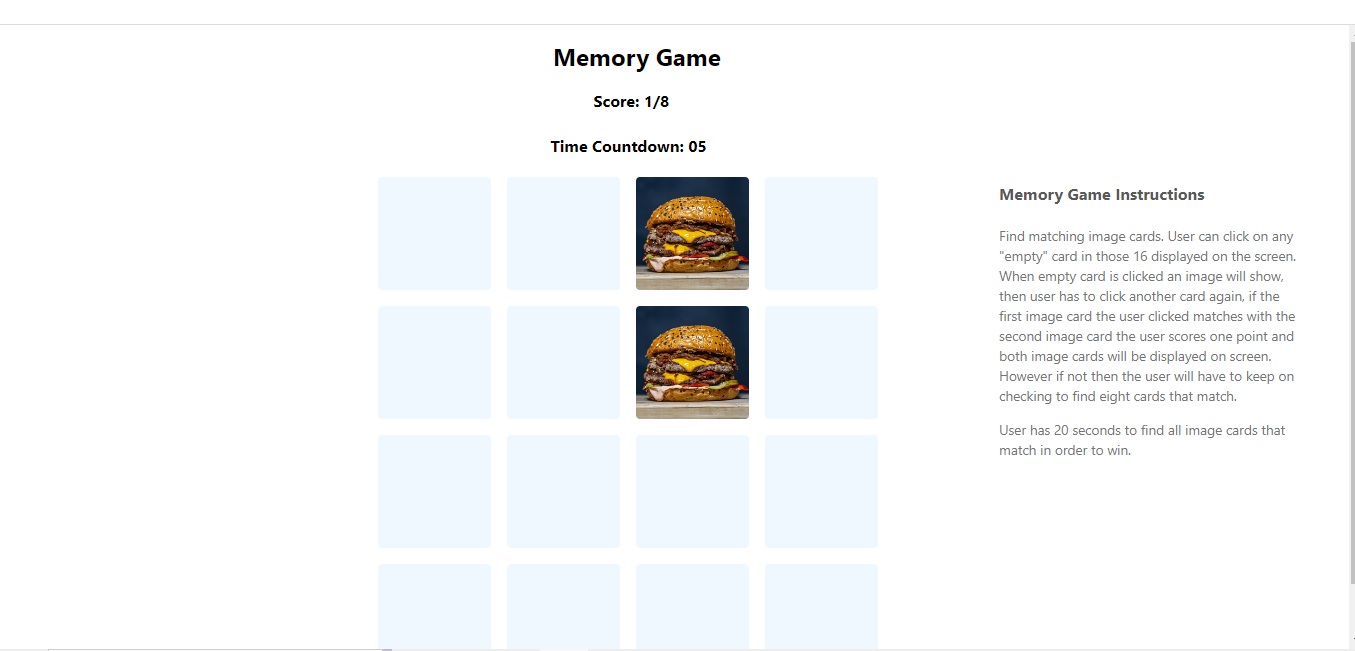 Memory Game
Score: 1/8
Time Countdown: 05
Memory Game Instructions
Find matching image cards. User can click on any
"empty" card in those 16 displayed on the screen.
When empty card is clicked an image will show,
then user has to click another card again, if the
first image card the user clicked matches with the
second image card the user scores one point and
both image cards will be displayed on screen.
However if not then the user will have to keep on
checking to find eight cards that match.
User has 20 seconds to find all image cards that
match in order to win.